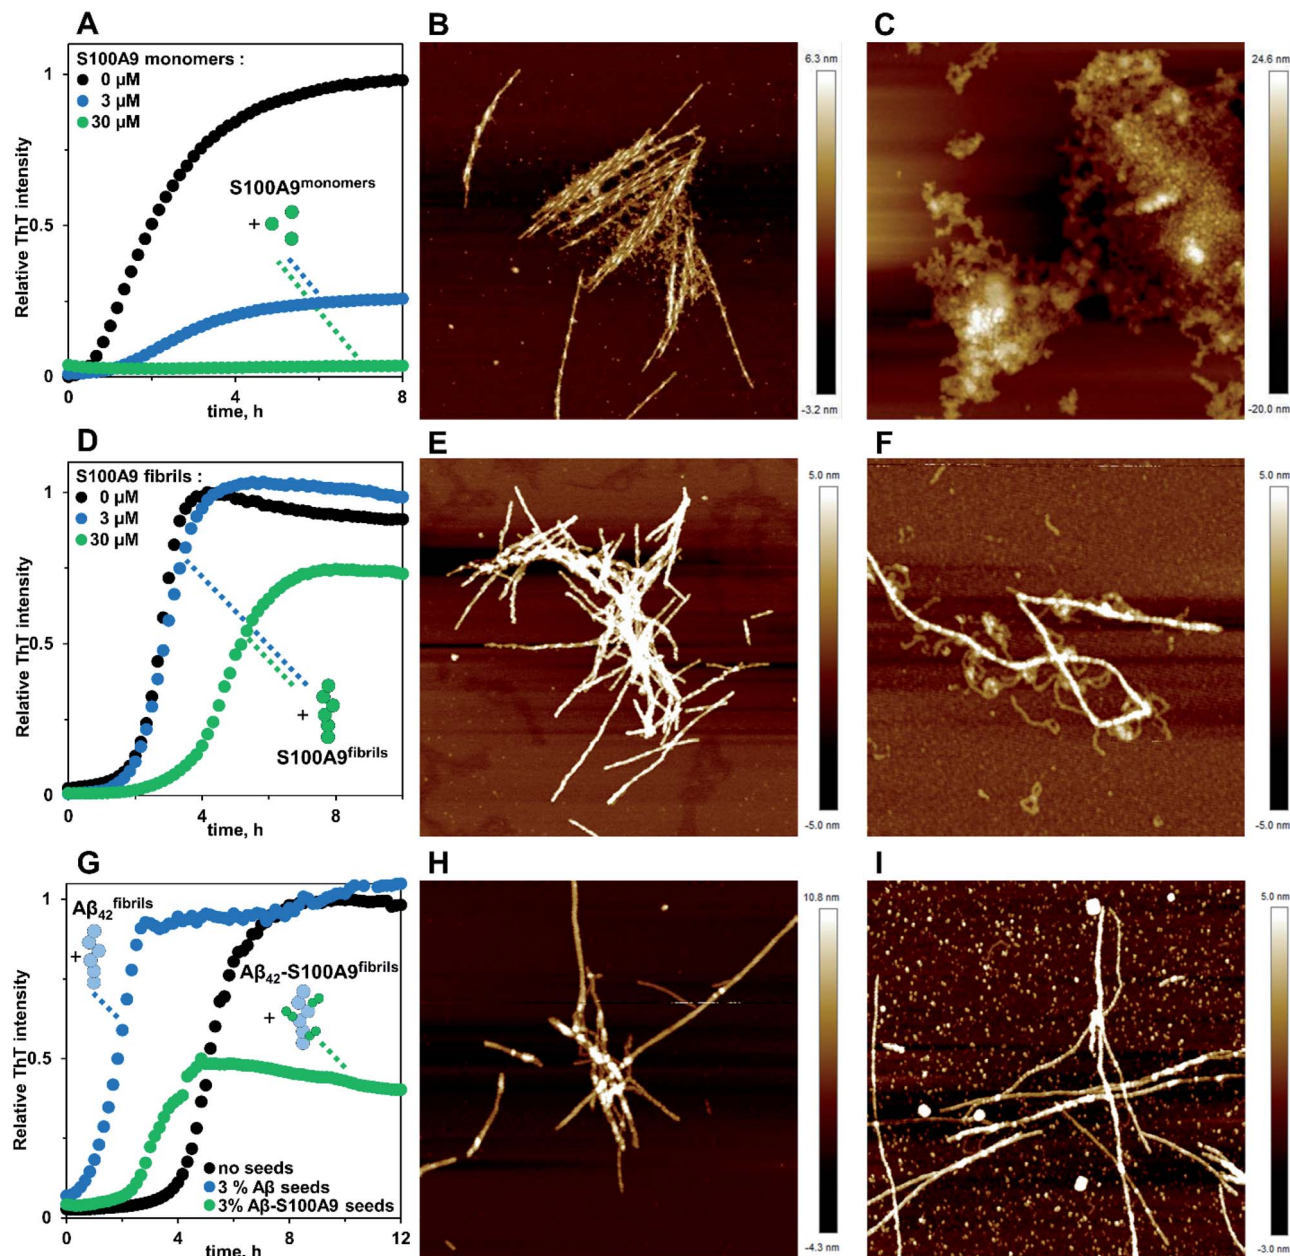 A
S100A9 monomers :
0 µM
3 µM
30 µM
1
0.5
0
Relative ThT intensity
S100A9monomers
+
0 4 8
time, h
B
6.3 nm
-3.2 nm
C
24.6 nm
-20.0 nm
D
S100A9 fibrils :
0 µM
3 µM
30 µM
1
0.5
0
Relative ThT intensity
+
S100A9fibrils
0 4 8
time, h
E
5.0 nm
-5.0 nm
F
5.0 nm
-5.0 nm
G
1
0.5
0
Relative ThT intensity
Aβ42fibrils
+
Aβ42-S100A9fibrils
+
no seeds
3 % Aβ seeds
3% Aβ-S100A9 seeds
0 4 8 12
time, h
H
10.8 nm
-4.3 nm
I
5.0 nm
-3.0 nm